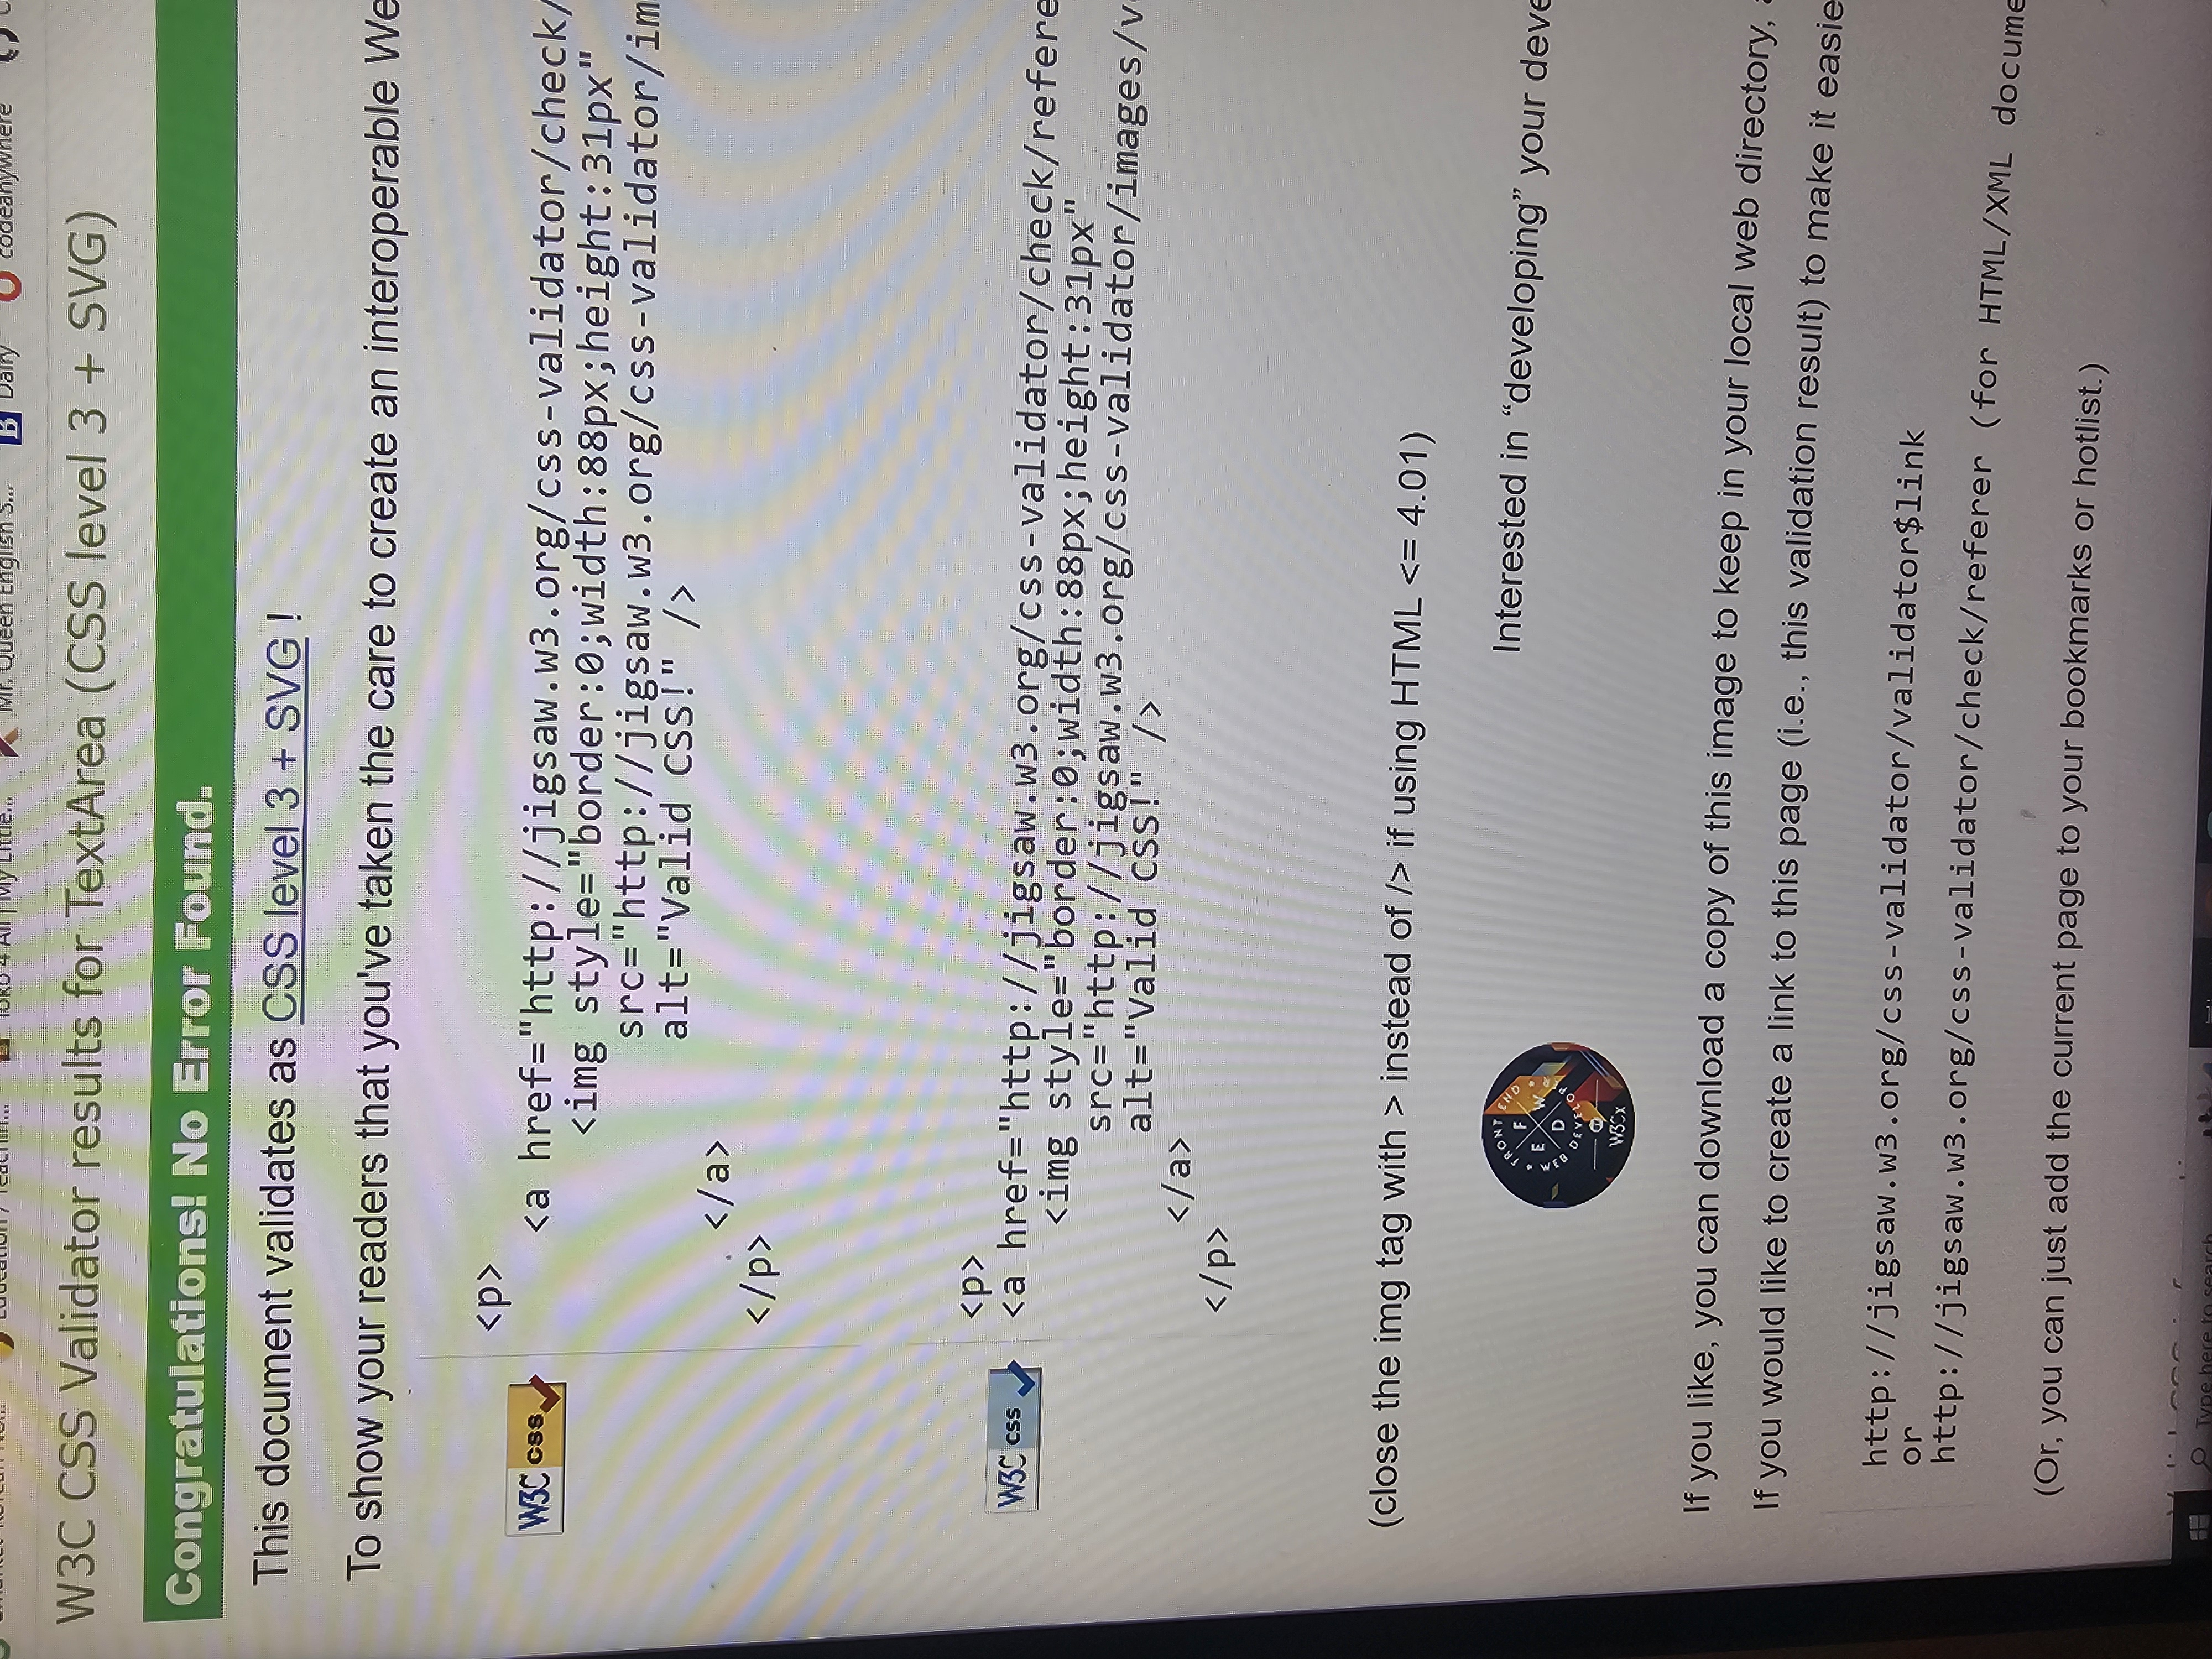 Education / Teachin... Toko 4 All | My Little... Mr. Queen English S... B Dairy codeanywhere
W3C CSS Validator results for TextArea (CSS level 3 + SVG)
Congratulations! No Error Found.
This document validates as CSS level 3 + SVG !
To show your readers that you've taken the care to create an interoperable We
<p>
W3C css
<a href="http://jigsaw.w3.org/css-validator/check/
<img style="border:0;width:88px;height:31px"
src="http://jigsaw.w3.org/css-validator/im
alt="Valid CSS!" />
</a>
</p>
<p>
W3C css
<a href="http://jigsaw.w3.org/css-validator/check/refere
<img style="border:0;width:88px;height:31px"
src="http://jigsaw.w3.org/css-validator/images/v
alt="Valid CSS!" />
</a>
</p>
(close the img tag with > instead of /> if using HTML <= 4.01)
FRONT END WEB DEVELOPER
F
E W
D
W3Cx
Interested in “developing” your deve
If you like, you can download a copy of this image to keep in your local web directory,
If you would like to create a link to this page (i.e., this validation result) to make it easie
http://jigsaw.w3.org/css-validator/validator$link
or
http://jigsaw.w3.org/css-validator/check/referer (for HTML/XML docume
(Or, you can just add the current page to your bookmarks or hotlist.)
Type here to search